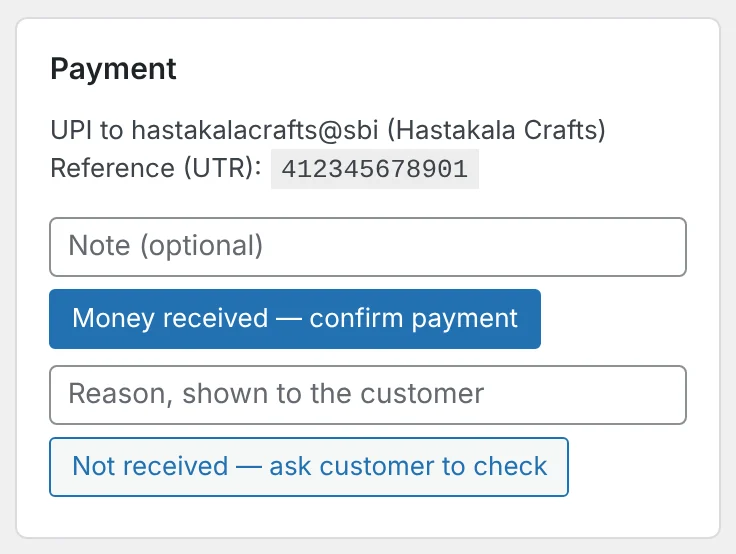 Payment
UPI to hastakalacrafts@sbi (Hastakala Crafts)
Reference (UTR): 412345678901
Note (optional)
Money received — confirm payment
Reason, shown to the customer
Not received — ask customer to check